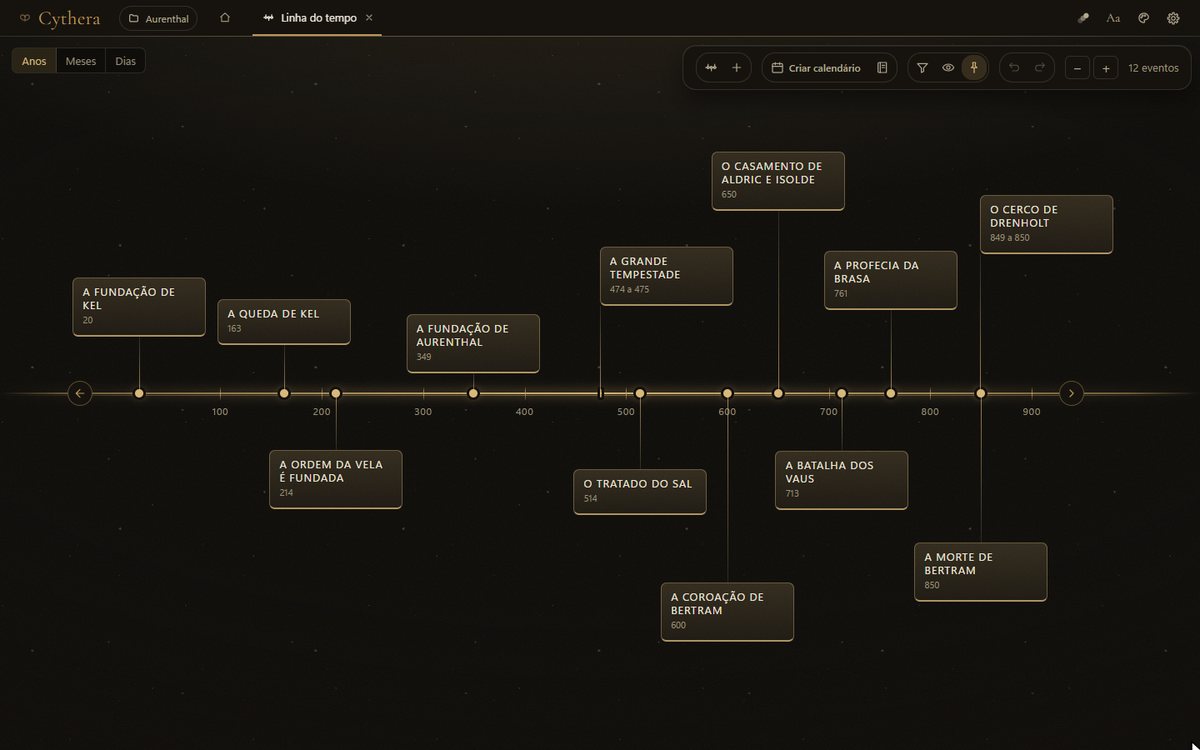 Cythera
Aurenthal
Linha do tempo
Aa
Anos
Meses
Dias
Criar calendário
12 eventos
O CASAMENTO DE
ALDRIC E ISOLDE
650
O CERCO DE
DRENHOLT
849 a 850
A GRANDE
TEMPESTADE
474 a 475
A PROFECIA DA
BRASA
761
A FUNDAÇÃO DE
KEL
20
A QUEDA DE KEL
163
A FUNDAÇÃO DE
AURENTHAL
349
100
200
300
400
500
600
700
800
900
A ORDEM DA VELA
É FUNDADA
214
O TRATADO DO SAL
514
A BATALHA DOS
VAUS
713
A MORTE DE
BERTRAM
850
A COROAÇÃO DE
BERTRAM
600